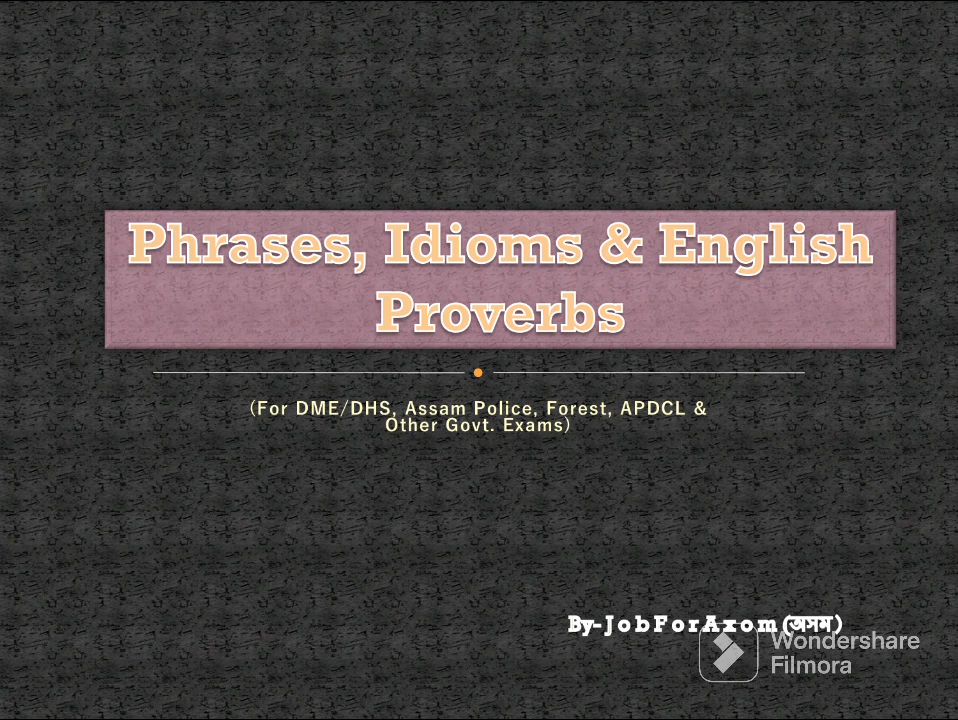 Phrases, Idioms & English
Proverbs
(For DME/DHS, Assam Police, Forest, APDCL &
Other Govt. Exams)
By-JobForAxom(অসম)
Wondershare
Filmora